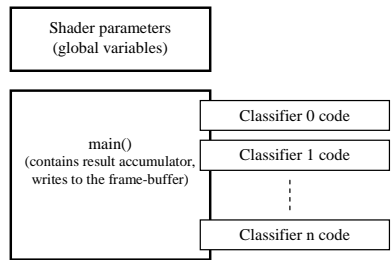 Shader parameters
(global variables)
Classifier 0 code
main()
Classifier 1 code
(contains result accumulator,
writes to the frame-buffer)
Classifier n code